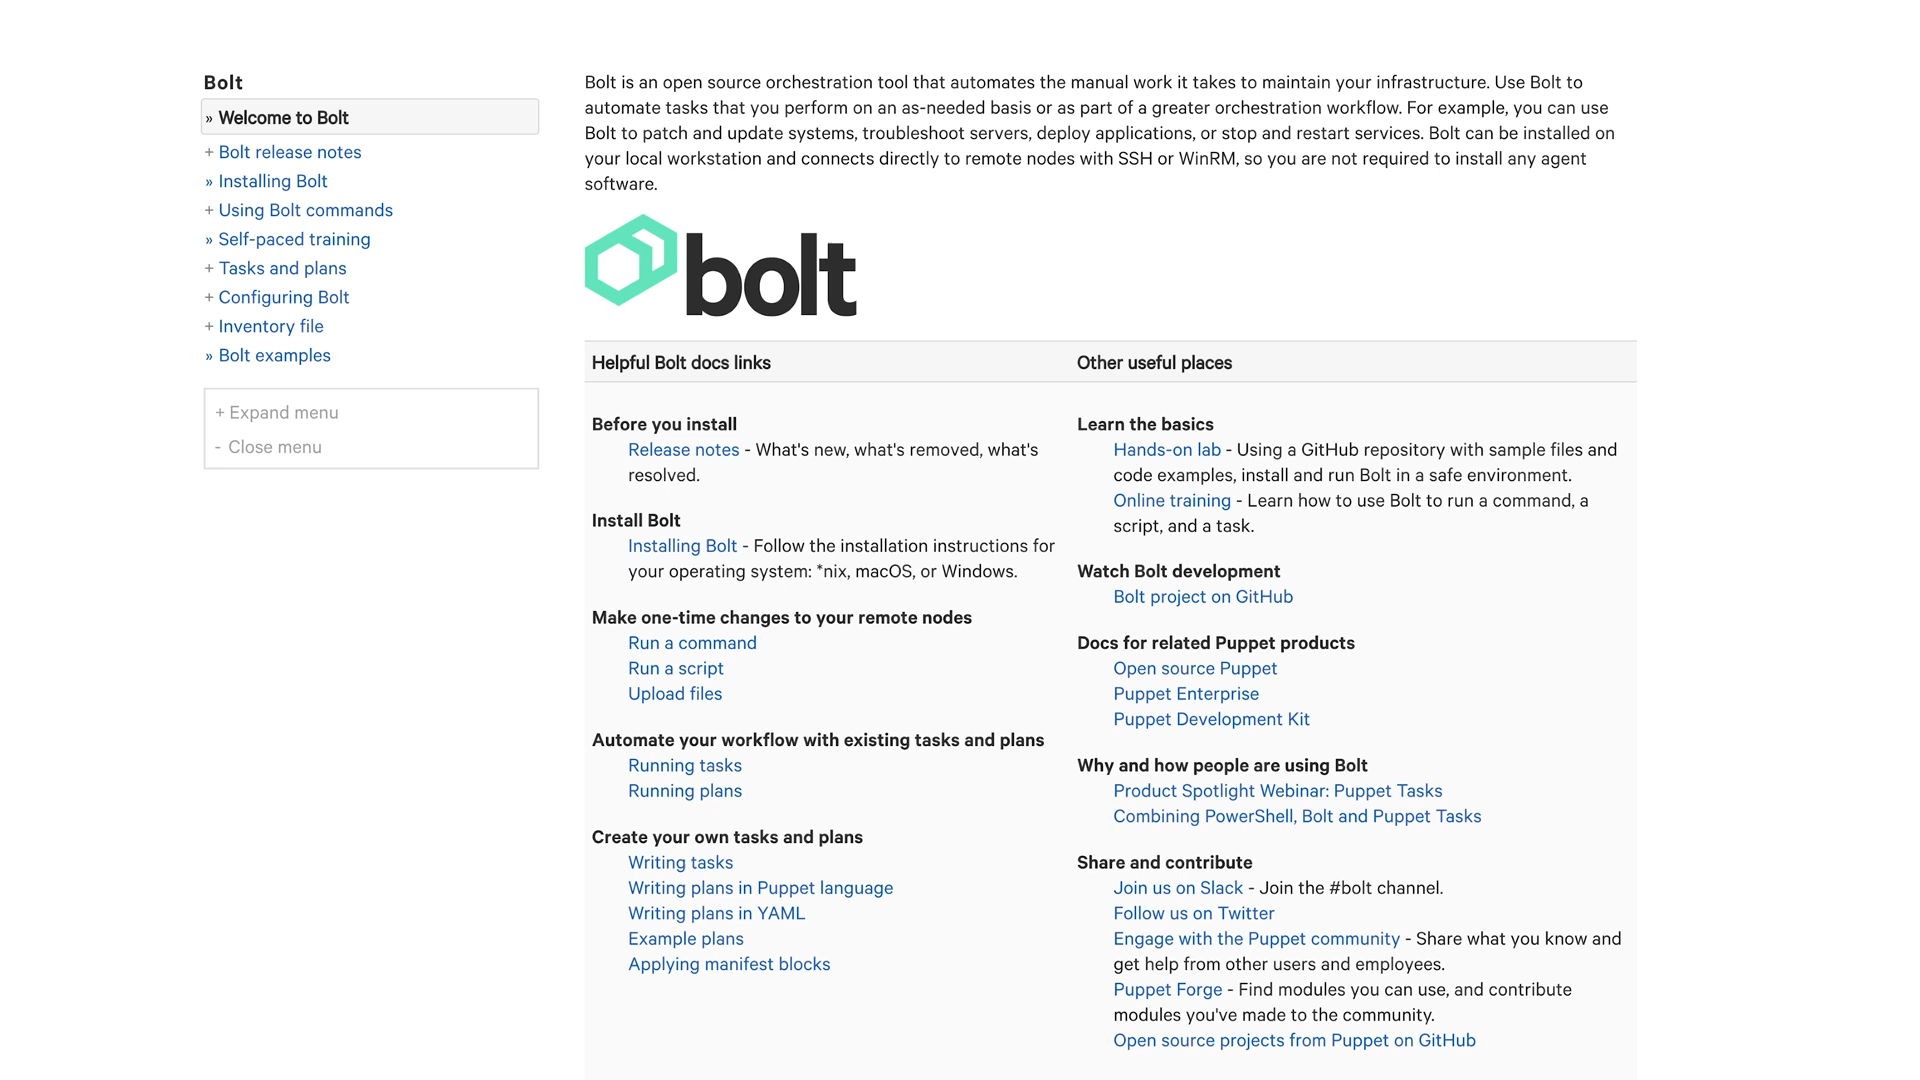 Bolt
» Welcome to Bolt
+ Bolt release notes
» Installing Bolt
+ Using Bolt commands
» Self-paced training
+ Tasks and plans
+ Configuring Bolt
+ Inventory file
» Bolt examples
+ Expand menu
- Close menu
Bolt is an open source orchestration tool that automates the manual work it takes to maintain your infrastructure. Use Bolt to
automate tasks that you perform on an as-needed basis or as part of a greater orchestration workflow. For example, you can use
Bolt to patch and update systems, troubleshoot servers, deploy applications, or stop and restart services. Bolt can be installed on
your local workstation and connects directly to remote nodes with SSH or WinRM, so you are not required to install any agent
software.
bolt
Helpful Bolt docs links
Before you install
Release notes - What's new, what's removed, what's
resolved.
Install Bolt
Installing Bolt - Follow the installation instructions for
your operating system: *nix, macOS, or Windows.
Make one-time changes to your remote nodes
Run a command
Run a script
Upload files
Automate your workflow with existing tasks and plans
Running tasks
Running plans
Create your own tasks and plans
Writing tasks
Writing plans in Puppet language
Writing plans in YAML
Example plans
Applying manifest blocks
Other useful places
Learn the basics
Hands-on lab - Using a GitHub repository with sample files and
code examples, install and run Bolt in a safe environment.
Online training - Learn how to use Bolt to run a command, a
script, and a task.
Watch Bolt development
Bolt project on GitHub
Docs for related Puppet products
Open source Puppet
Puppet Enterprise
Puppet Development Kit
Why and how people are using Bolt
Product Spotlight Webinar: Puppet Tasks
Combining PowerShell, Bolt and Puppet Tasks
Share and contribute
Join us on Slack - Join the #bolt channel.
Follow us on Twitter
Engage with the Puppet community - Share what you know and
get help from other users and employees.
Puppet Forge - Find modules you can use, and contribute
modules you've made to the community.
Open source projects from Puppet on GitHub